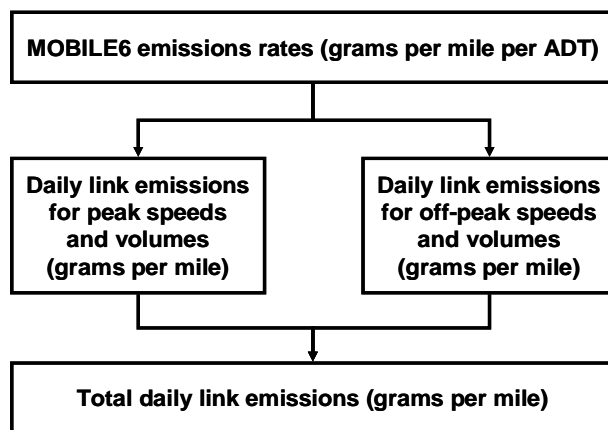 MOBILE6 emissions rates (grams per mile per ADT)
Daily link emissions
for peak speeds
and volumes
(grams per mile)
Daily link emissions
for off-peak speeds
and volumes
(grams per mile)
Total daily link emissions (grams per mile)